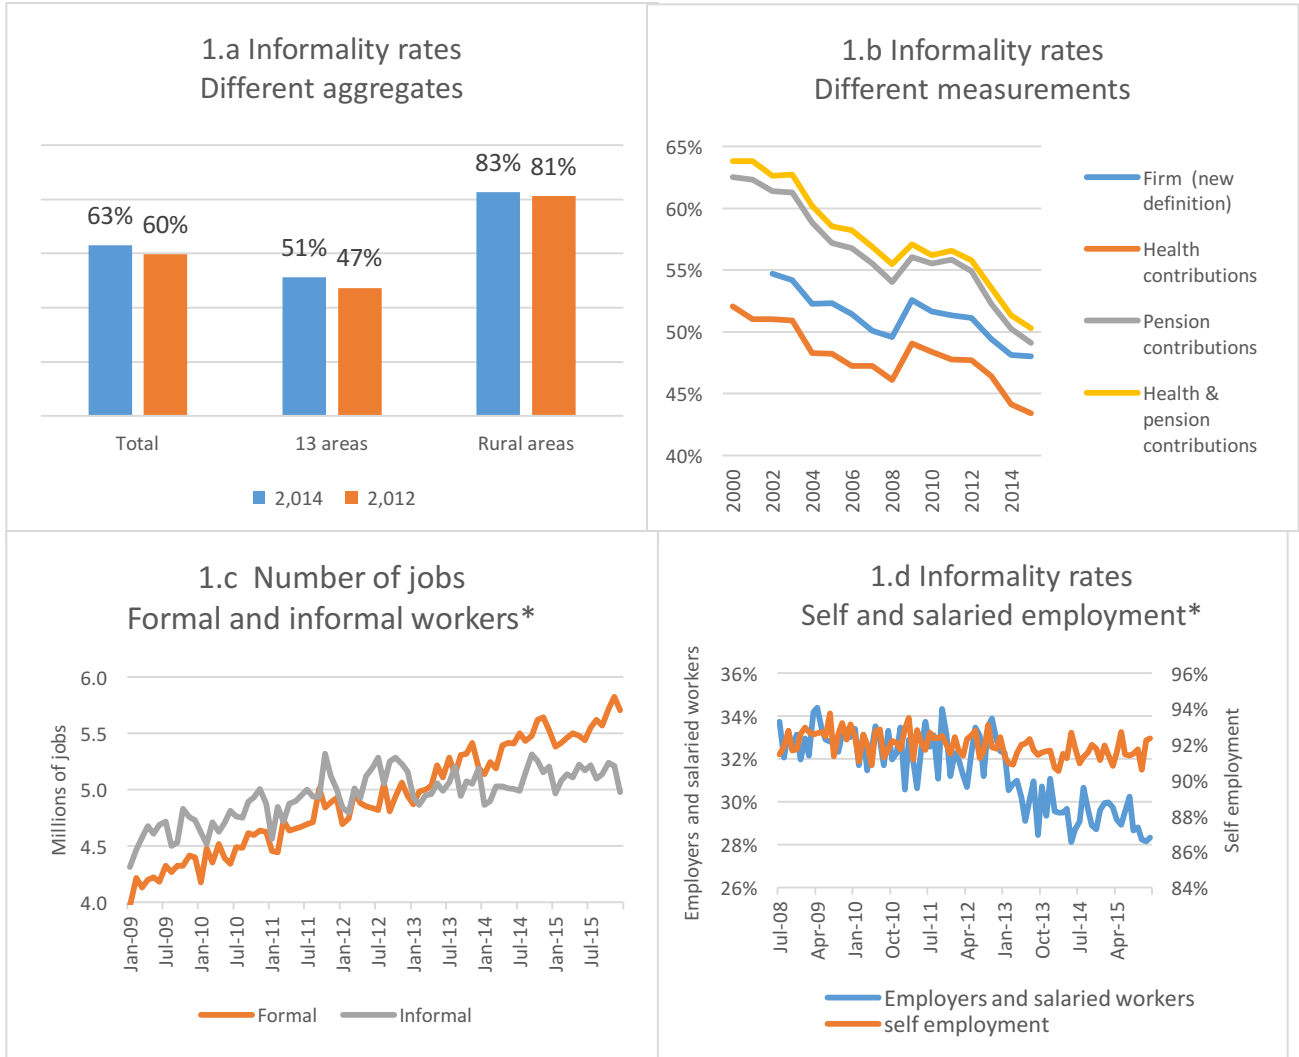 1.a Informality rates
Different aggregates
63%
60%
51%
47%
83%
81%
Total
13 areas
Rural areas
2,014
2,012
1.b Informality rates
Different measurements
65%
60%
55%
50%
45%
40%
2000
2002
2004
2006
2008
2010
2012
2014
Firm (new
definition)
Health
contributions
Pension
contributions
Health &
pension
contributions
1.c Number of jobs
Formal and informal workers*
Millions of jobs
6.0
5.5
5.0
4.5
4.0
Jan-09
Jul-09
Jan-10
Jul-10
Jan-11
Jul-11
Jan-12
Jul-12
Jan-13
Jul-13
Jan-14
Jul-14
Jan-15
Jul-15
Formal
Informal
1.d Informality rates
Self and salaried employment*
Employers and salaried workers
36%
34%
32%
30%
28%
26%
96%
94%
92%
90%
88%
86%
84%
Self employment
Jul-08
Apr-09
Jan-10
Oct-10
Jul-11
Apr-12
Jan-13
Oct-13
Jul-14
Apr-15
Employers and salaried workers
self employment